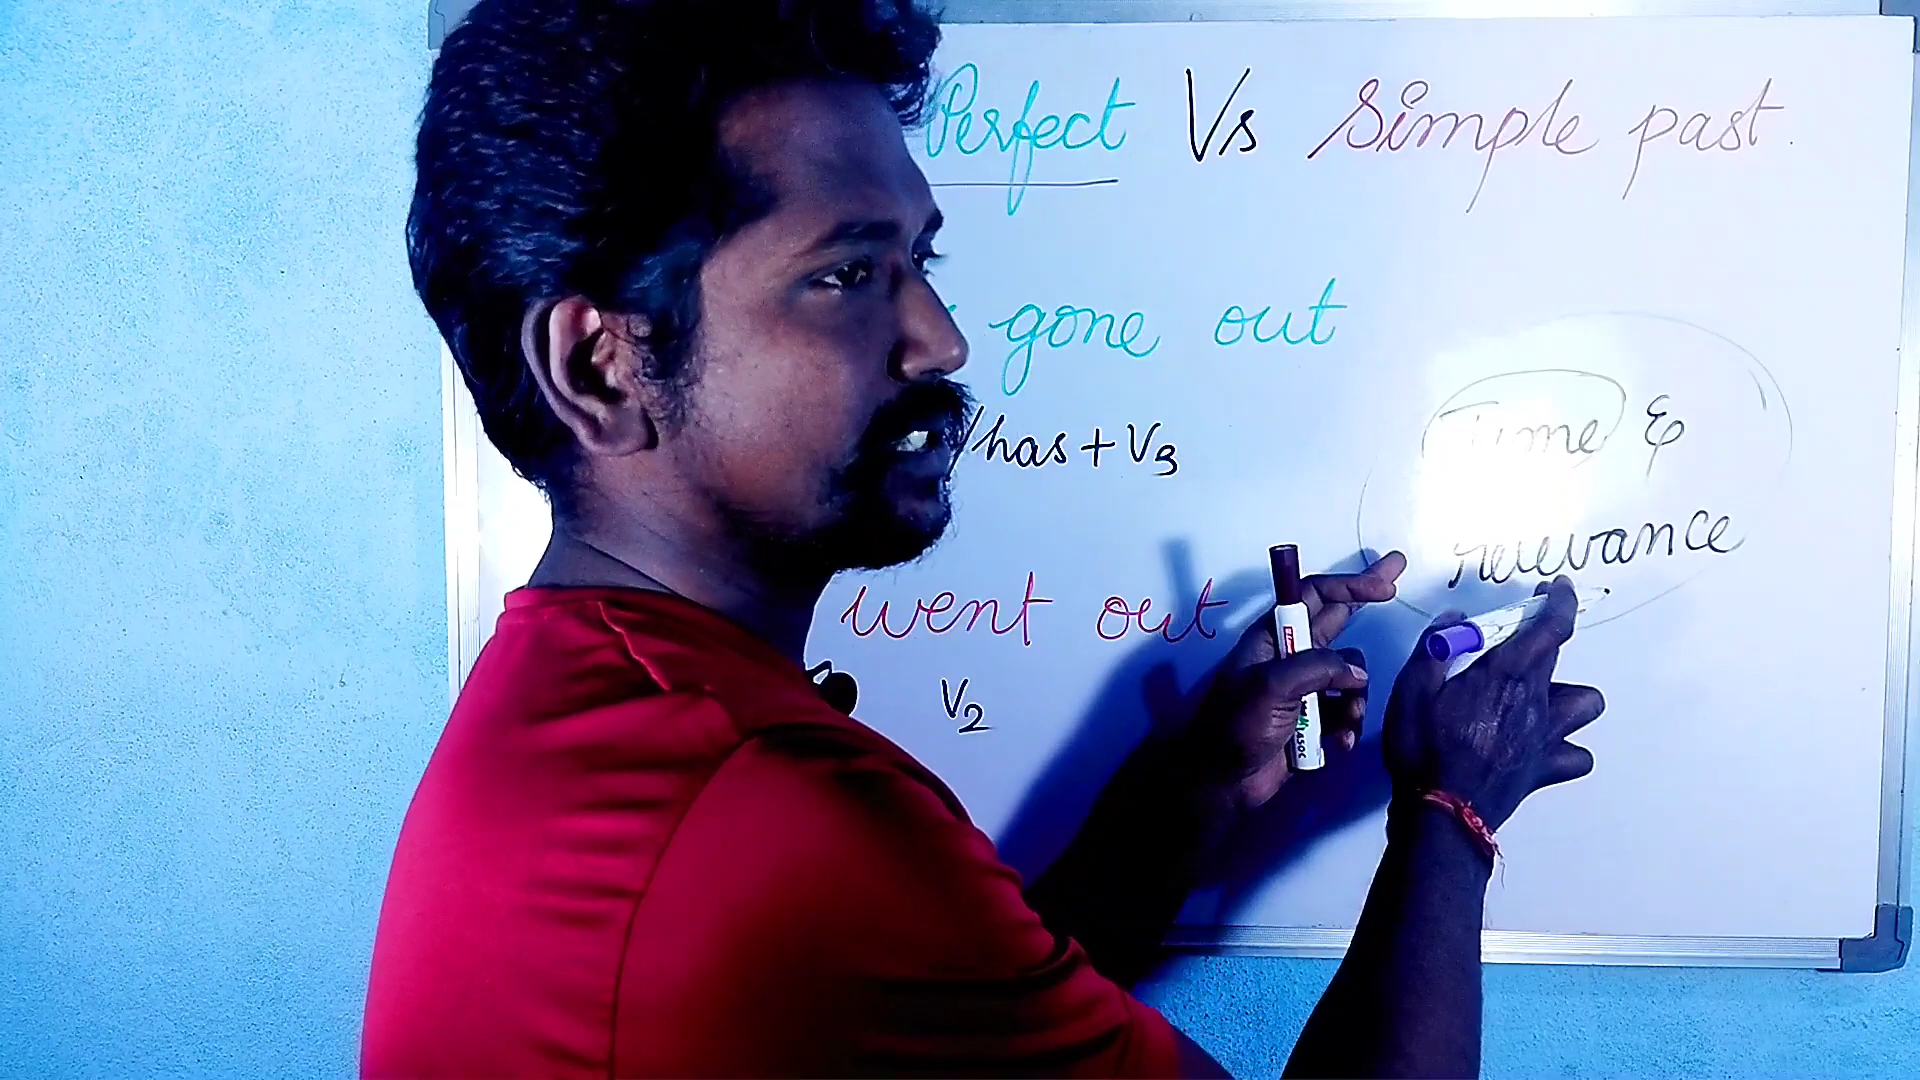 Perfect Vs Simple past.
gone out
/has + V3
Time &
relevance
went out
V2